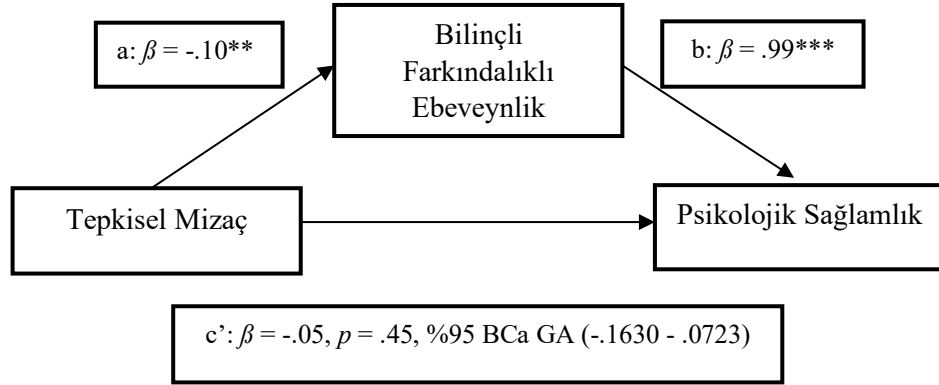 a: β = -.10**
Bilinçli
Farkındalıklı
Ebeveynlik
b: β = .99***
Tepkisel Mizaç
Psikolojik Sağlamlık
c’: β = -.05, p = .45, %95 BCa GA (-.1630 - .0723)